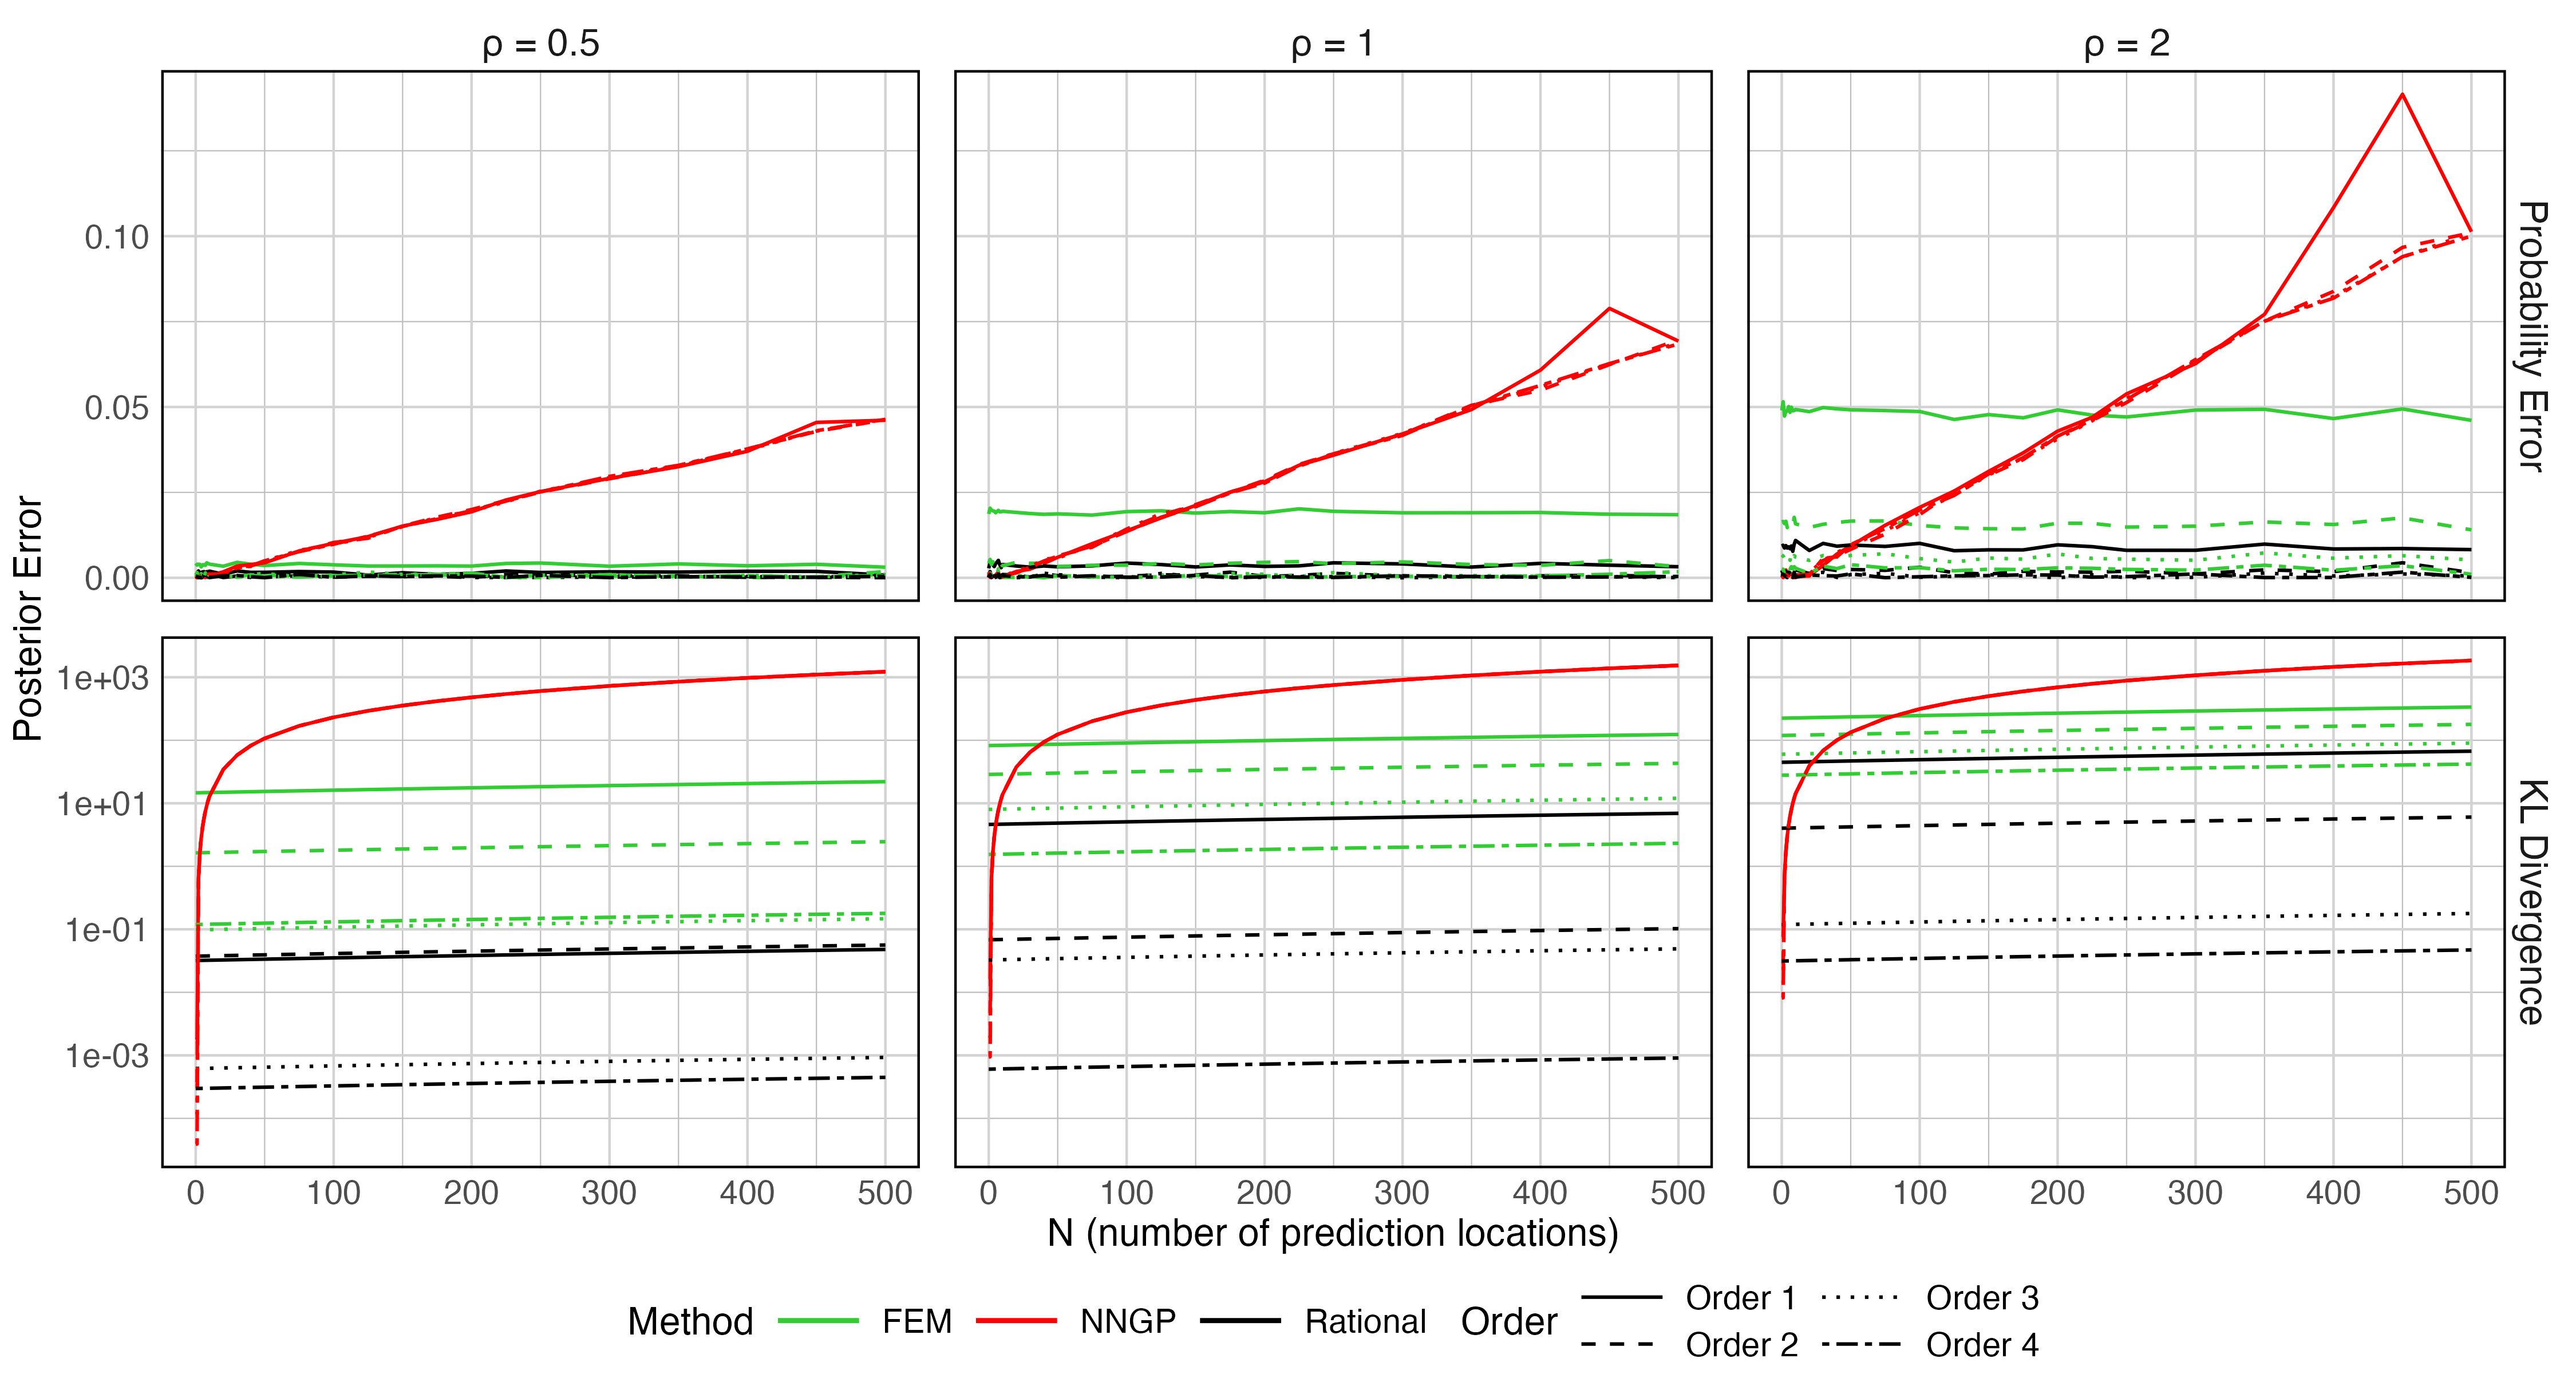 ρ = 0.5 ρ = 1 ρ = 2
Posterior Error
0.10
0.05
0.00
Probability Error
1e+03
1e+01
1e-01
1e-03
KL Divergence
0 100 200 300 400 500 0 100 200 300 400 500 0 100 200 300 400 500
N (number of prediction locations)
Method FEM NNGP Rational Order Order 1 Order 3
Order 2 Order 4